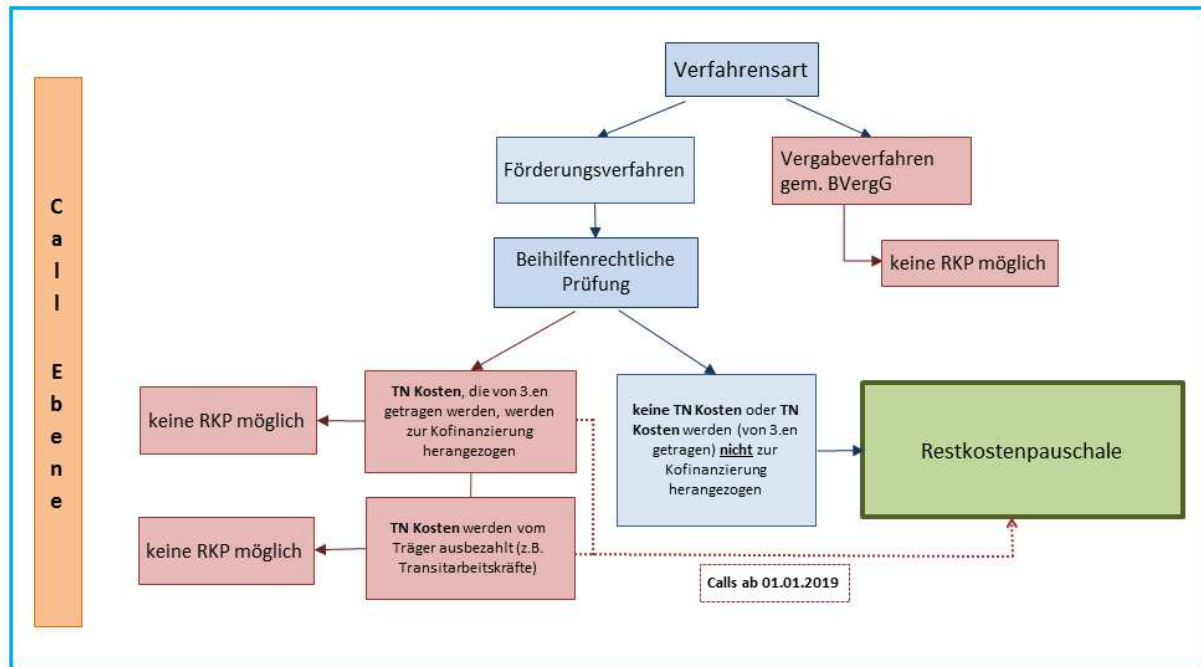 Call Ebene
Verfahrensart
Förderungsverfahren
Vergabeverfahren
gem. BVergG
keine RKP möglich
Beihilfenrechtliche
Prüfung
keine RKP möglich
TN Kosten, die von 3.en
getragen werden, werden
zur Kofinanzierung
herangezogen
keine TN Kosten oder TN
Kosten werden (von 3.en
getragen) nicht zur
Kofinanzierung
herangezogen
Restkostenpauschale
keine RKP möglich
TN Kosten werden vom
Träger ausbezahlt (z.B.
Transitarbeitskräfte)
Calls ab 01.01.2019